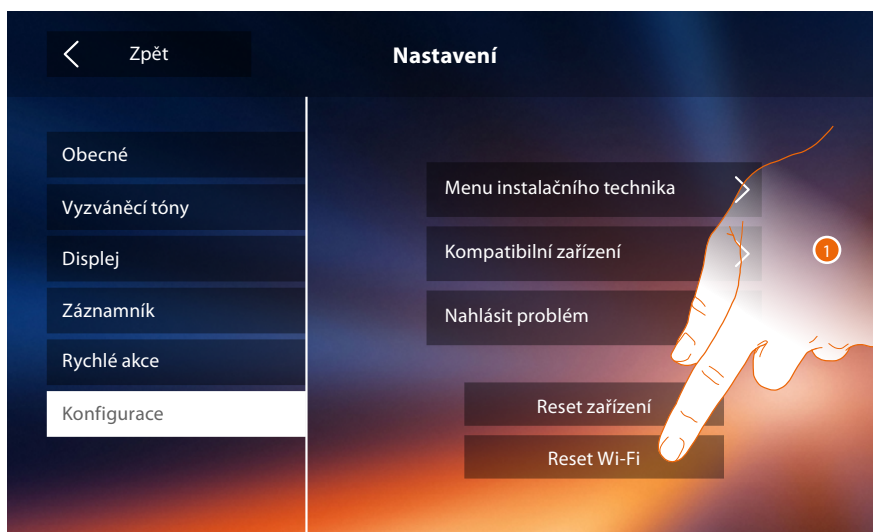 Zpět
Nastavení
Obecné
Vyzváněcí tóny
Displej
Záznamník
Rychlé akce
Konfigurace
Menu instalačního technika
Kompatibilní zařízení
1
Nahlásit problém
Reset zařízení
Reset Wi-Fi